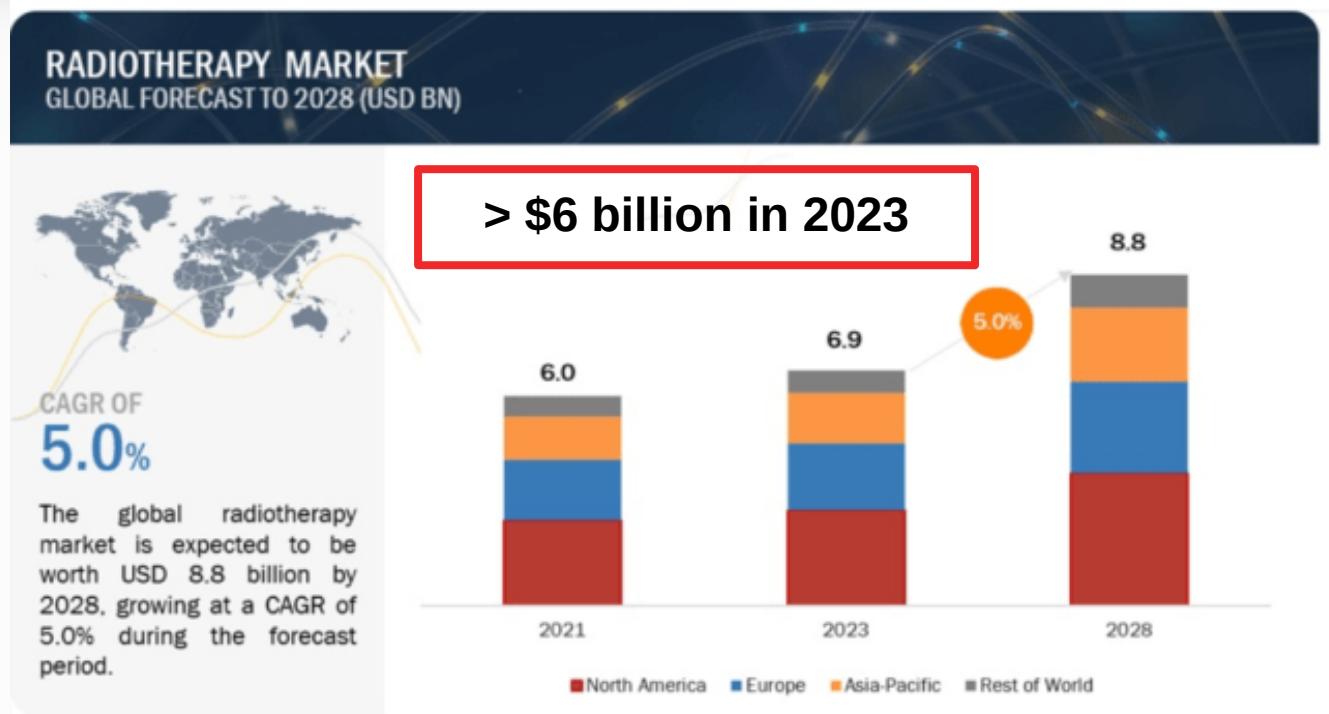 RADIOTHERAPY MARKET
GLOBAL FORECAST TO 2028 (USD BN)
> $6 billion in 2023
CAGR OF
5.0%
The global radiotherapy
market is expected to be
worth USD 8.8 billion by
2028, growing at a CAGR of
5.0% during the forecast
period.
6.0
6.9
5.0%
8.8
2021
2023
2028
North America
Europe
Asia-Pacific
Rest of World